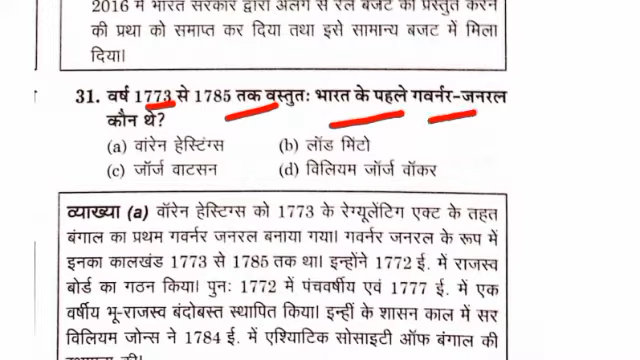 2016 में भारत सरकार द्वारा अलग से रेल बजट को प्रस्तुत करने
की प्रथा को समाप्त कर दिया तथा इसे सामान्य बजट में मिला
दिया।
31. वर्ष 1773 से 1785 तक वस्तुतः भारत के पहले गवर्नर-जनरल
कौन थे?
(a) वांरेन हेस्टिंग्स (b) लॉड मिंटो
(c) जॉर्ज वाटसन (d) विलियम जॉर्ज वॉकर
व्याख्या (a) वॉरेन हेस्टिग्स को 1773 के रेग्यूलेटिंग एक्ट के तहत
बंगाल का प्रथम गवर्नर जनरल बनाया गया। गवर्नर जनरल के रूप में
इनका कालखंड 1773 से 1785 तक था। इन्होंने 1772 ई. में राजस्व
बोर्ड का गठन किया। पुनः 1772 में पंचवर्षीय एवं 1777 ई. में एक
वर्षीय भू-राजस्व बंदोबस्त स्थापित किया। इन्हीं के शासन काल में सर
विलियम जोन्स ने 1784 ई. में एश्यिाटिक सोसाइटी ऑफ बंगाल की